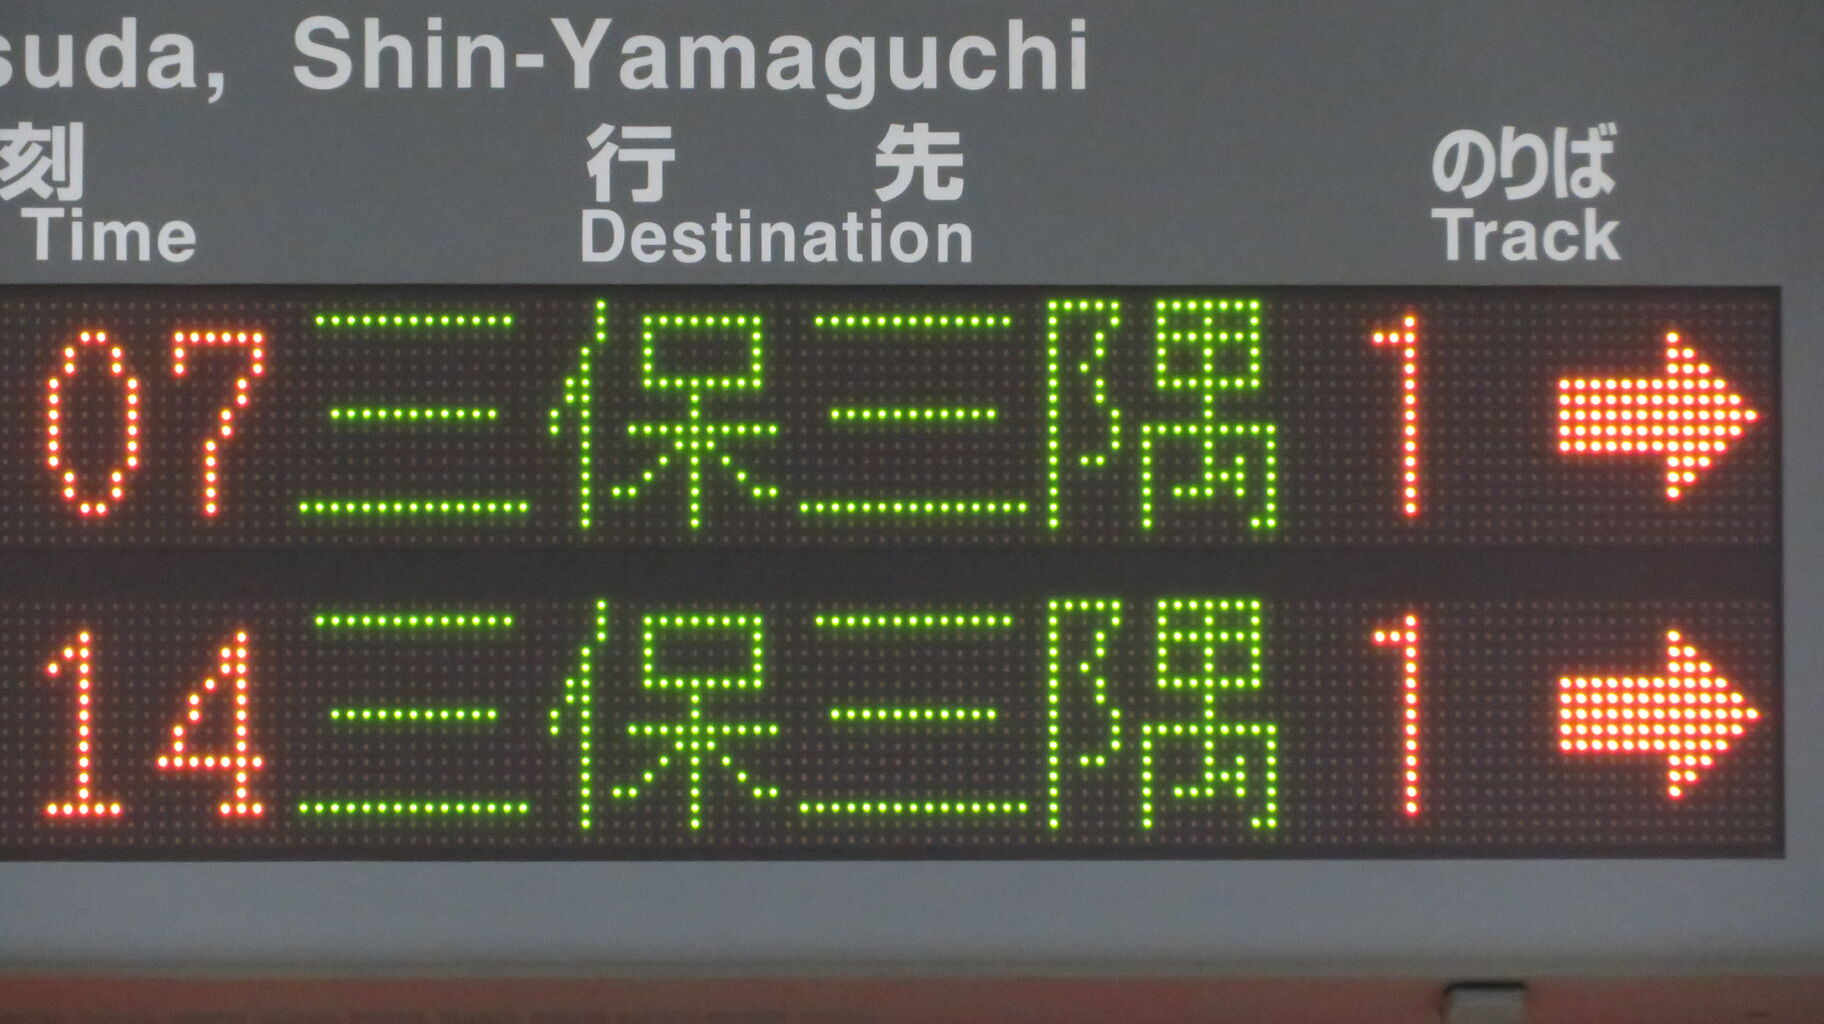 suda, Shin-Yamaguchi
刻 行先 のりば
Time Destination Track
07 三保三隅 1 →
14 三保三隅 1 →